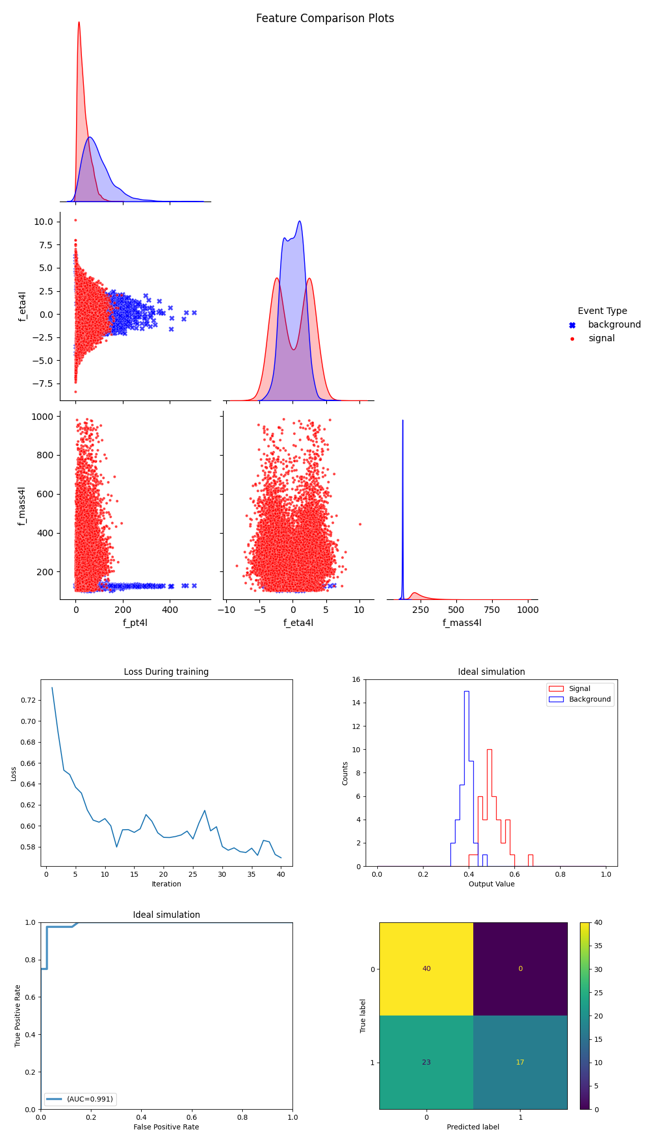 Feature Comparison Plots
10.0
7.5
5.0
2.5
0.0
−2.5
−5.0
−7.5
f_eta4l
Event Type
background
signal
1000
800
600
400
200
f_mass4l
0 200 400
f_pt4l
−10 −5 0 5 10
f_eta4l
250 500 750 1000
f_mass4l
Loss During training
0.72
0.70
0.68
0.66
0.64
0.62
0.60
0.58
Loss
0 5 10 15 20 25 30 35 40
Iteration
Ideal simulation
16
14
12
10
8
6
4
2
0
Counts
Signal
Background
0.0 0.2 0.4 0.6 0.8 1.0
Output Value
Ideal simulation
1.0
0.8
0.6
0.4
0.2
0.0
True Positive Rate
(AUC=0.991)
0.0 0.2 0.4 0.6 0.8 1.0
False Positive Rate
True label
0
1
40 0
23 17
0 1
Predicted label
40
35
30
25
20
15
10
5
0